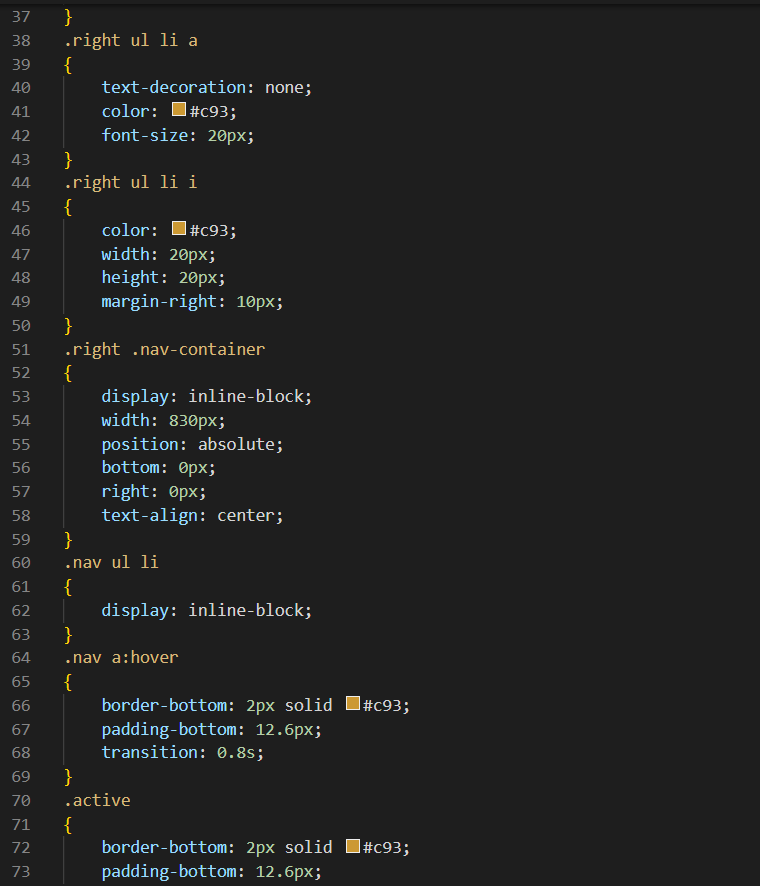 37 }
38 .right ul li a
39 {
40 text-decoration: none;
41 color: #c93;
42 font-size: 20px;
43 }
44 .right ul li i
45 {
46 color: #c93;
47 width: 20px;
48 height: 20px;
49 margin-right: 10px;
50 }
51 .right .nav-container
52 {
53 display: inline-block;
54 width: 830px;
55 position: absolute;
56 bottom: 0px;
57 right: 0px;
58 text-align: center;
59 }
60 .nav ul li
61 {
62 display: inline-block;
63 }
64 .nav a:hover
65 {
66 border-bottom: 2px solid #c93;
67 padding-bottom: 12.6px;
68 transition: 0.8s;
69 }
70 .active
71 {
72 border-bottom: 2px solid #c93;
73 padding-bottom: 12.6px;